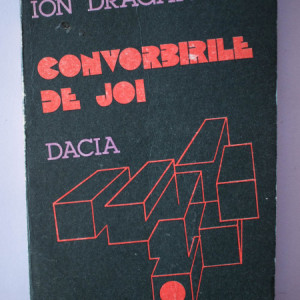 ION
CONVORBIRILE
DE JOI
DACIA